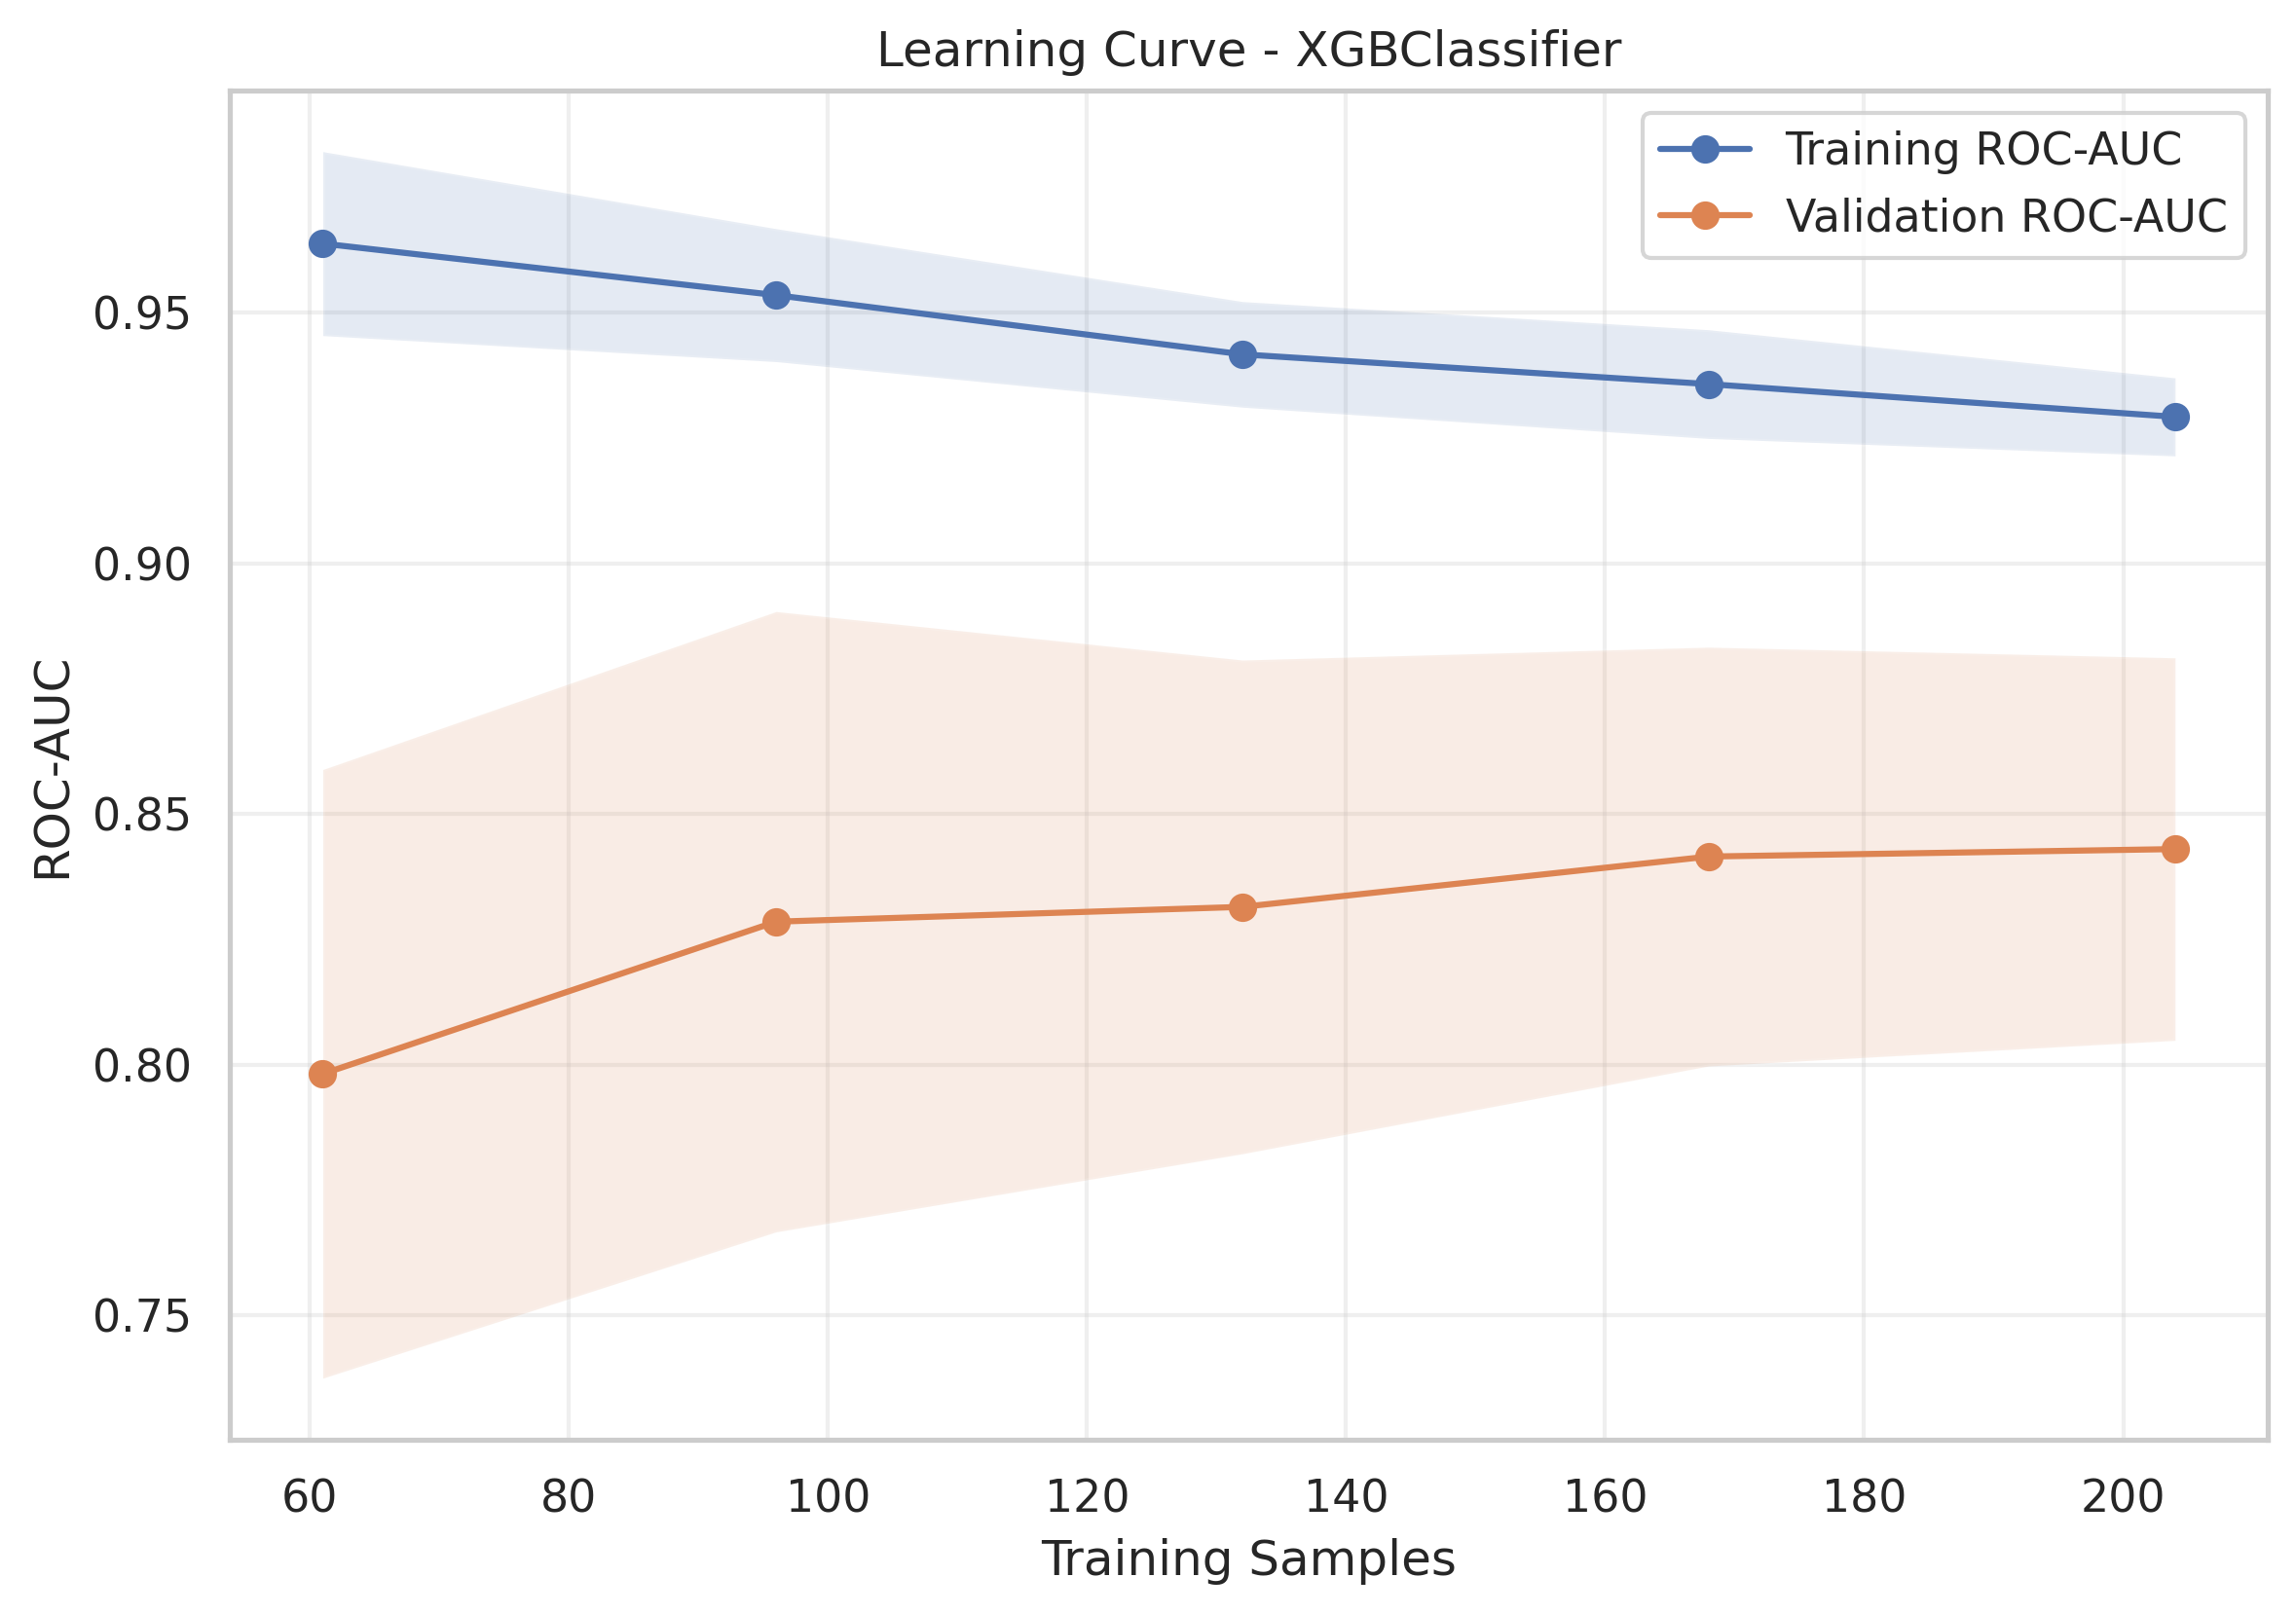 Learning Curve - XGBClassifier
Training ROC-AUC
Validation ROC-AUC
ROC-AUC
0.95
0.90
0.85
0.80
0.75
60 80 100 120 140 160 180 200
Training Samples